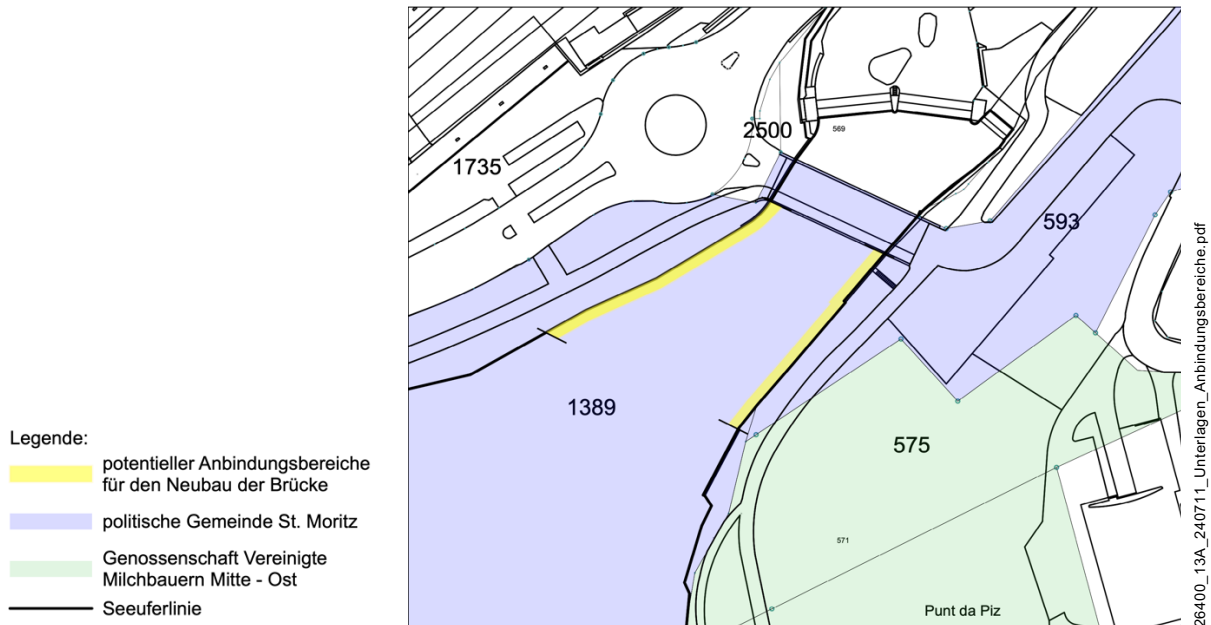 Legende:
potentieller Anbindungsbereiche
für den Neubau der Brücke
politische Gemeinde St. Moritz
Genossenschaft Vereinigte
Milchbauern Mitte - Ost
Seeuferlinie
2500
569
1735
593
1389
575
571
Punt da Piz
26400_13A_240711_Unterlagen_Anbindungsbereiche.pdf